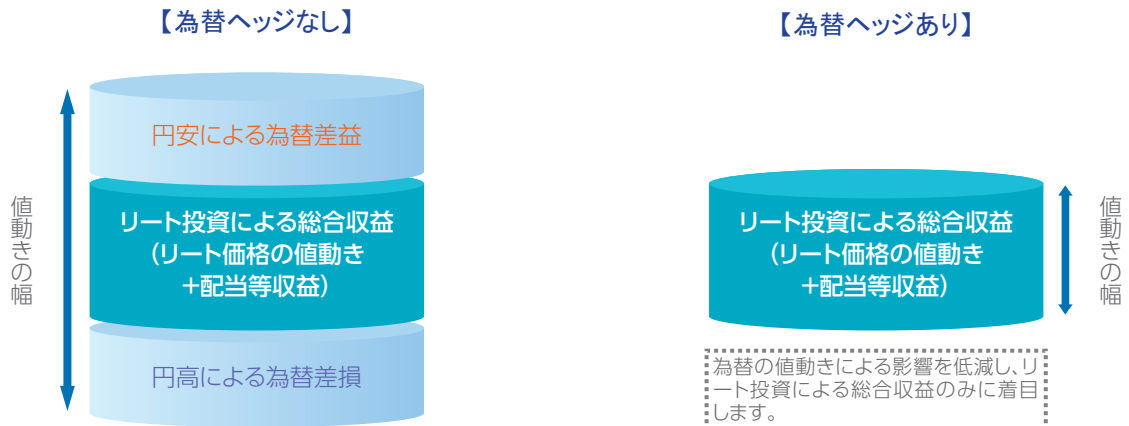 【為替ヘッジなし】
値動きの幅
円安による為替差益
リート投資による総合収益
（リート価格の値動き
＋配当等収益）
円高による為替差損
【為替ヘッジあり】
リート投資による総合収益
（リート価格の値動き
＋配当等収益）
値動きの幅
為替の値動きによる影響を低減し、リ
ート投資による総合収益のみに着目
します。